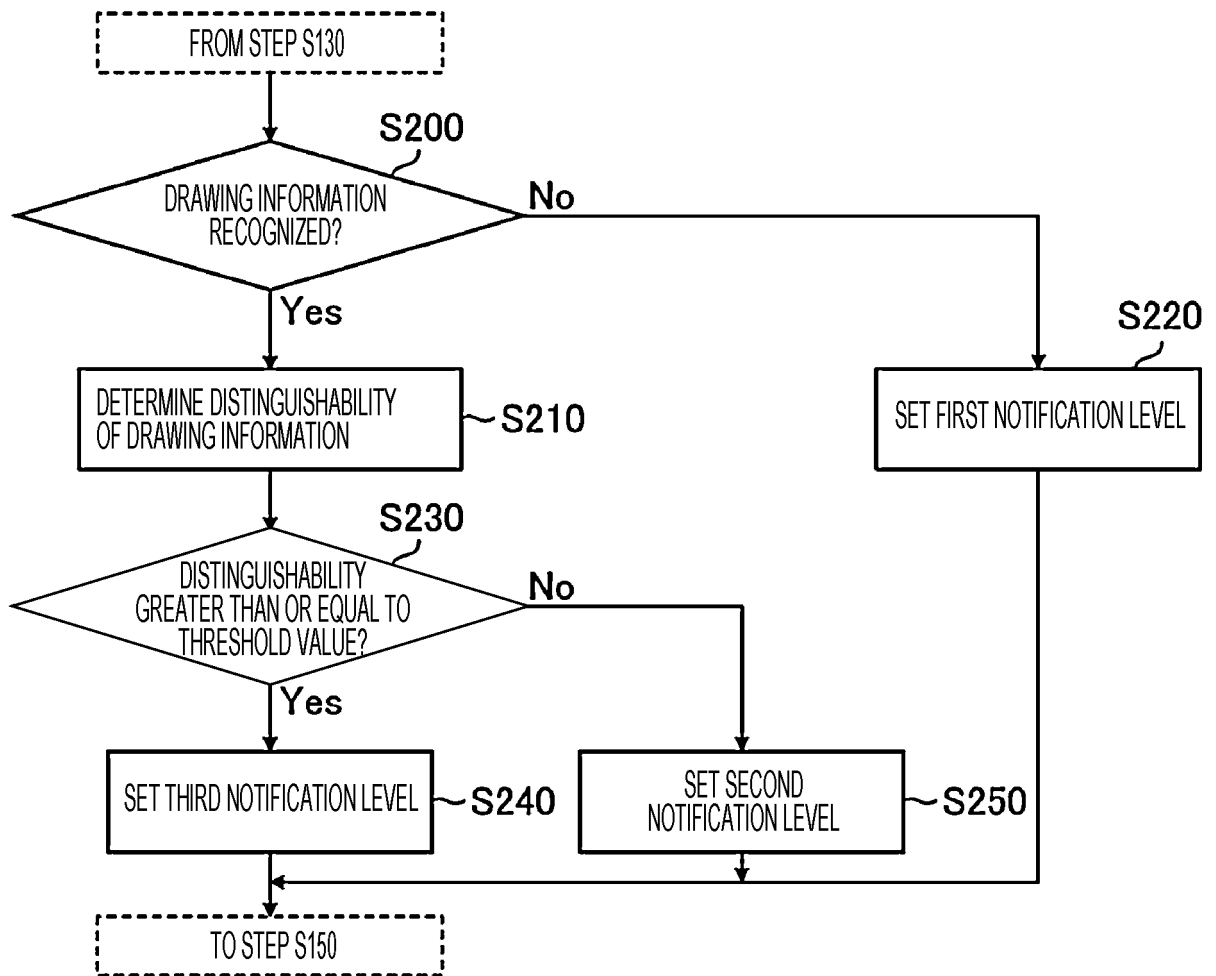 FROM STEP S130
S200
DRAWING INFORMATION
RECOGNIZED?
No
Yes
S220
DETERMINE DISTINGUISHABILITY
OF DRAWING INFORMATION
S210
SET FIRST NOTIFICATION LEVEL
S230
DISTINGUISHABILITY
GREATER THAN OR EQUAL TO
THRESHOLD VALUE?
No
Yes
SET THIRD NOTIFICATION LEVEL
S240
SET SECOND
NOTIFICATION LEVEL
S250
TO STEP S150